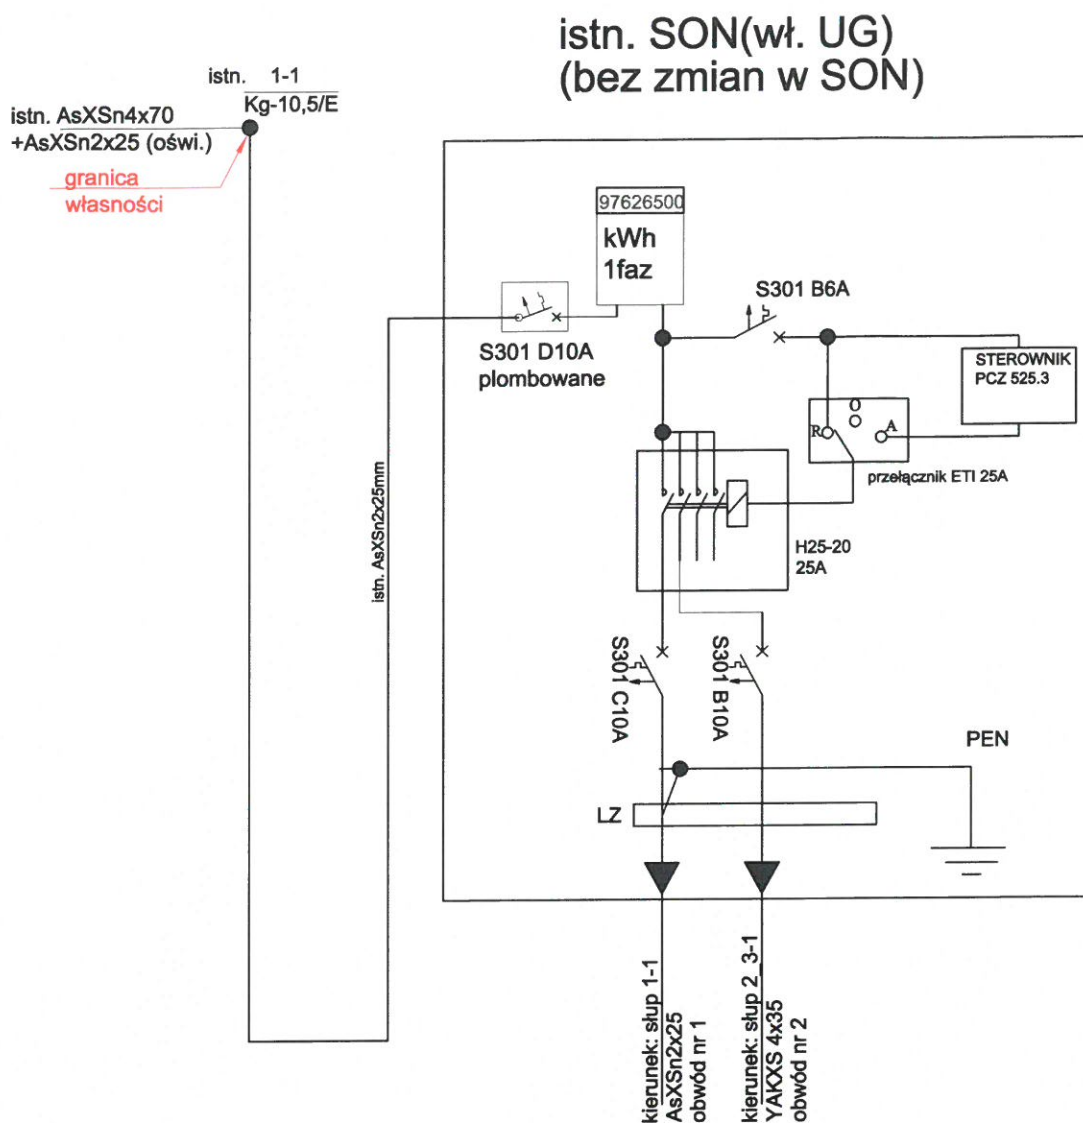 istn. SON(wł. UG)
(bez zmian w SON)
istn. 1-1
Kg-10,5/E
istn. AsXSn4x70
+AsXSn2x25 (oświ.)
granica
własności
97626500
kWh
1faz
S301 B6A
S301 D10A
plombowane
STEROWNIK
PCZ 525.3
O
R
A
przełącznik ETI 25A
istn. AsXSn2x25mm
H25-20
25A
S301 C10A
S301 B10A
PEN
LZ
kierunek: słup 1-1
AsXSn2x25
obwód nr 1
kierunek: słup 2_3-1
YAKXS 4x35
obwód nr 2